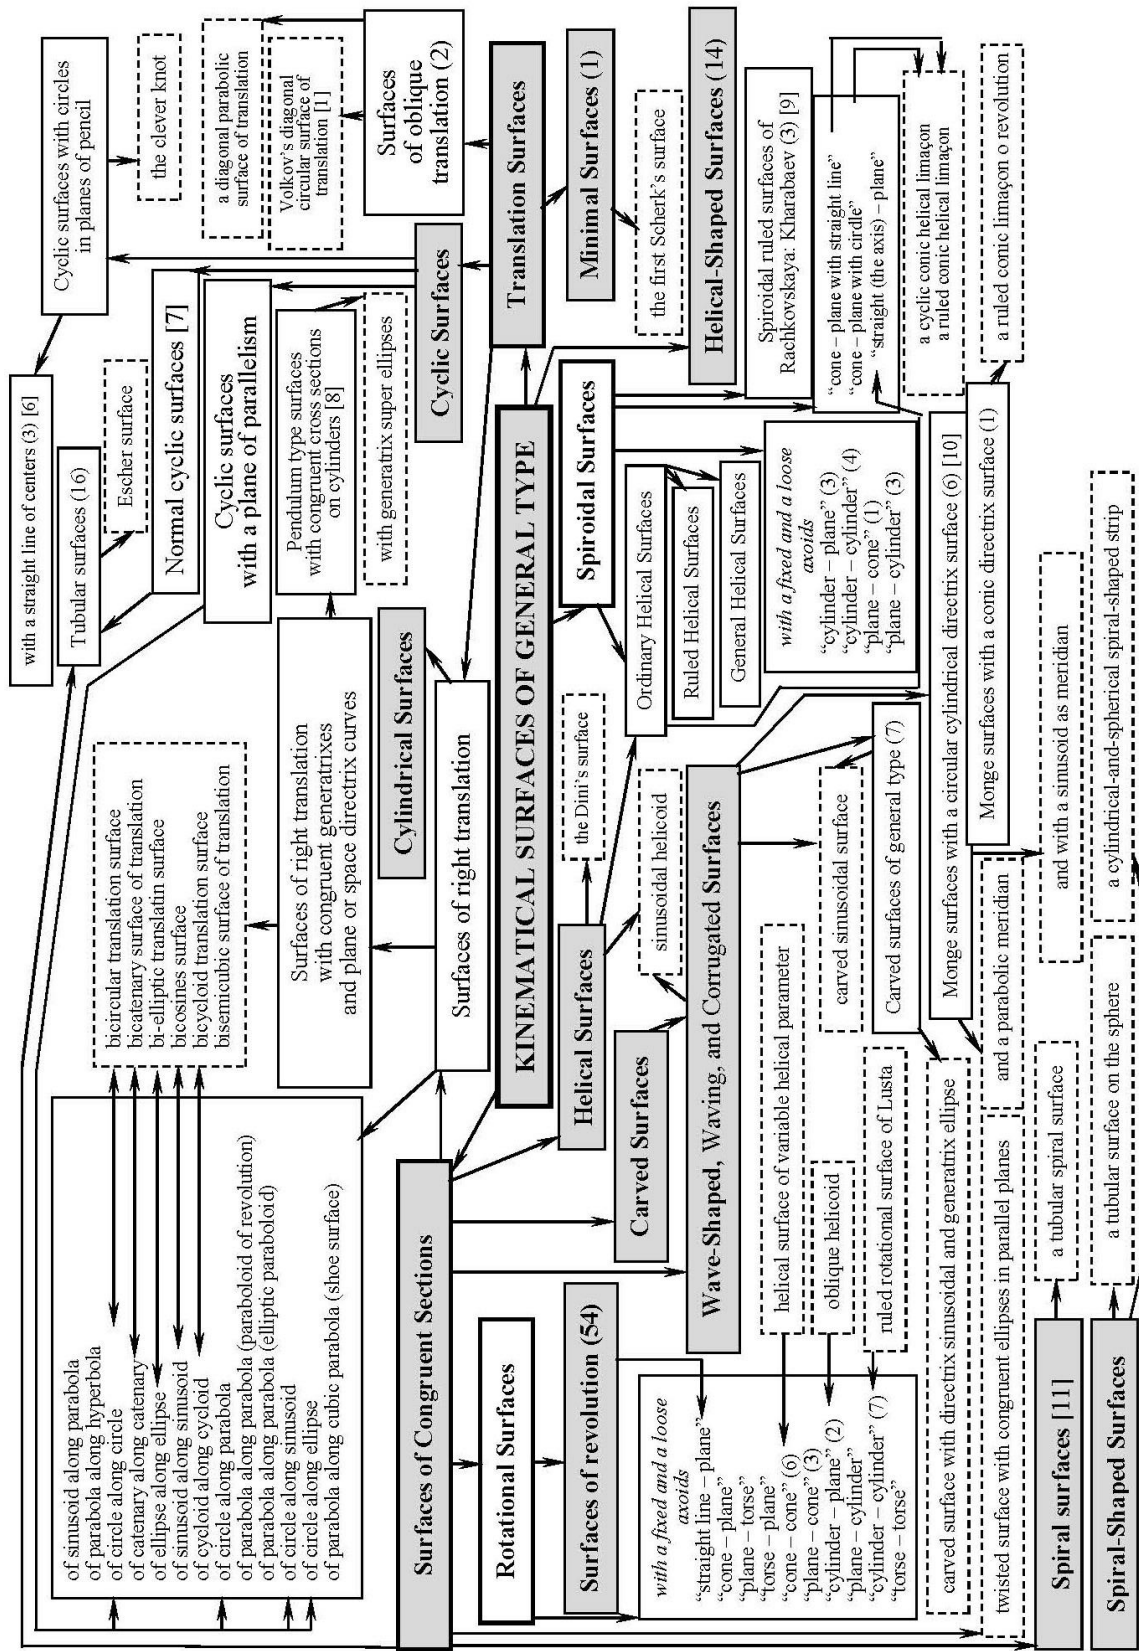 of sinusoid along parabola
of parabola along hyperbola
of circle along circle
of catenary along catenary
of ellipse along ellipse
of sinusoid along sinusoid
of cycloid along cycloid
of circle along parabola
of parabola along parabola (paraboloid of revolution)
of parabola along parabola (elliptic paraboloid)
of circle along sinusoid
of circle along ellipse
of parabola along cubic parabola (shoe surface)
bicircular translation surface
bicatenary surface of translation
bi-elliptic translatin surface
bicosines surface
bicycloid translation surface
bisemicubic surface of translation
with a straight line of centers (3) [6]
Tubular surfaces (16)
Escher surface
Cyclic surfaces with circles
in planes of pencil
the clever knot
Normal cyclic surfaces [7]
Cyclic surfaces
with a plane of parallelism
Pendulum type surfaces
with congruent cross sections
on cylinders [8]
with generatrix super ellipses
a diagonal parabolic
surface of translation
Volkov's diagonal
circular surface of
translation [1]
Surfaces
of oblique
translation (2)
Surfaces of right translation
with congruent generatrixes
and plane or space directrix curves
Cylindrical Surfaces
Cyclic Surfaces
Surfaces of right translation
Translation Surfaces
Surfaces of Congruent Sections
KINEMATICAL SURFACES OF GENERAL TYPE
Minimal Surfaces (1)
the first Scherk's surface
Rotational Surfaces
Helical Surfaces
the Dini's surface
Spiroidal Surfaces
Helical-Shaped Surfaces (14)
Surfaces of revolution (54)
Carved Surfaces
sinusoidal helicoid
Ordinary Helical Surfaces
Ruled Helical Surfaces
General Helical Surfaces
Spiroidal ruled surfaces of
Rachkovskaya: Kharabaev (3) [9]
Wave-Shaped, Waving, and Corrugated Surfaces
with a fixed and a loose
axoids
“straight line – plane”
“cone – plane”
“plane – torse”
“torse – plane”
“cone – cone” (6)
“plane – cone” (3)
“cylinder – plane” (2)
“plane – cylinder”
“cylinder – cylinder” (7)
“torse – torse”
helical surface of variable helical parameter
oblique helicoid
ruled rotational surface of Lusta
carved sinusoidal surface
Carved surfaces of general type (7)
with a fixed and a loose
axoids
“cylinder – plane” (3)
“cylinder – cylinder” (4)
“plane – cone” (1)
“plane – cylinder” (3)
“cone – plane with straight line”
“cone – plane with cirdle”
“straight (the axis) – plane”
a cyclic conic helical limaçon
a ruled conic helical limaçon
carved surface with directrix sinusoidal and generatrix ellipse
Monge surfaces with a circular cylindrical directrix surface (6) [10]
Monge surfaces with a conic directrix surface (1)
a ruled conic limaçon o revolution
twisted surface with congruent ellipses in parallel planes
and a parabolic meridian
and with a sinusoid as meridian
Spiral surfaces [11]
a tubular spiral surface
Spiral-Shaped Surfaces
a tubular surface on the sphere
a cylindrical-and-spherical spiral-shaped strip